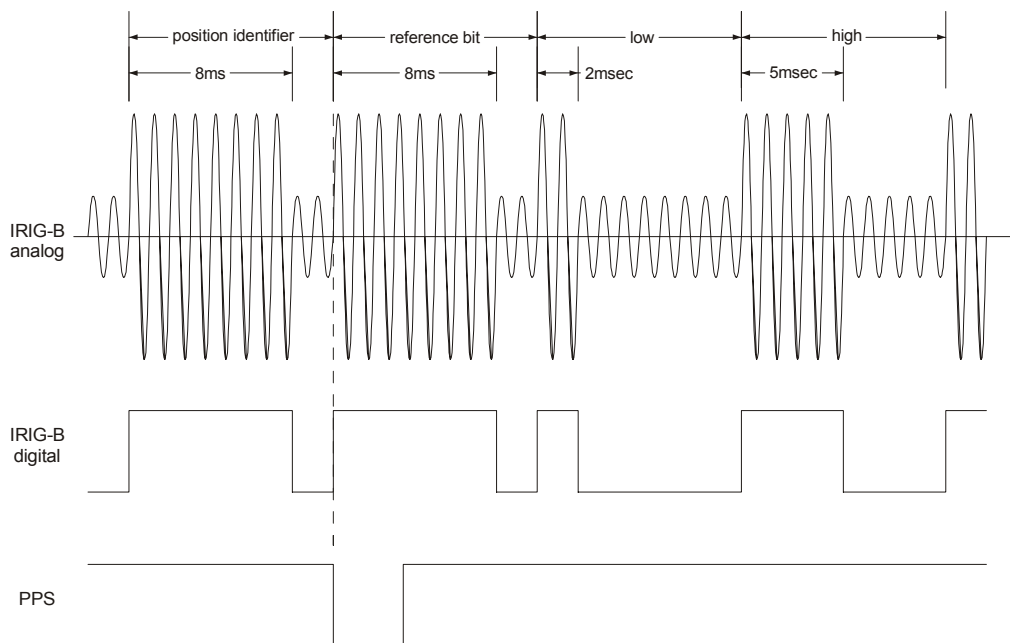 position identifier
reference bit
low
high
8ms
8ms
2msec
5msec
IRIG-B
analog
IRIG-B
digital
PPS